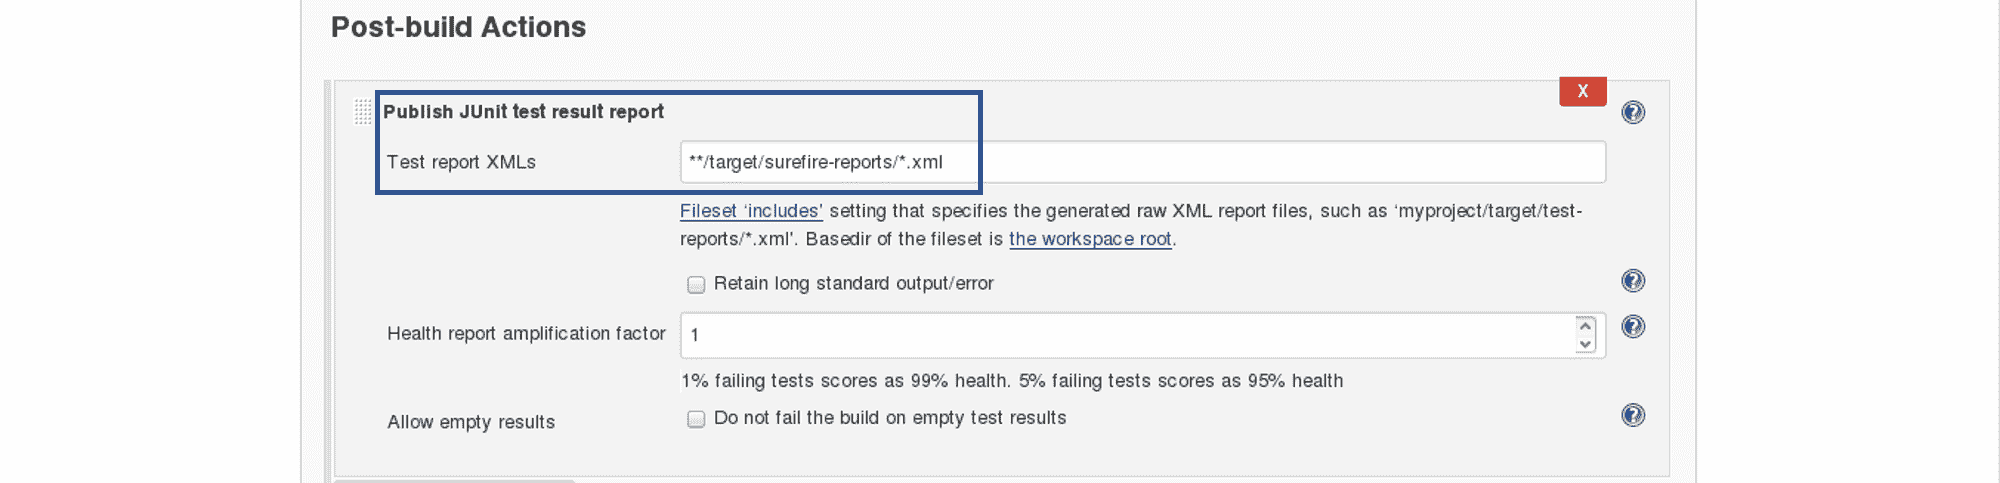 Post-build Actions
X
Publish JUnit test result report
Test report XMLs
**/target/surefire-reports/*.xml
Fileset ‘includes’ setting that specifies the generated raw XML report files, such as ‘myproject/target/test-
reports/*.xml’. Basedir of the fileset is the workspace root.
Retain long standard output/error
Health report amplification factor
1
1% failing tests scores as 99% health. 5% failing tests scores as 95% health
Allow empty results
Do not fail the build on empty test results